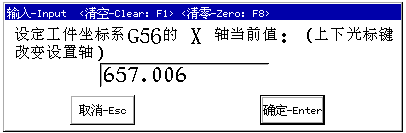 输入-Input <清空-Clear: F1> <清零-Zero: F8>
设定工件坐标系G56的 X 轴当前值: (上下光标键
改变设置轴)
657.006
取消-Esc 确定-Enter